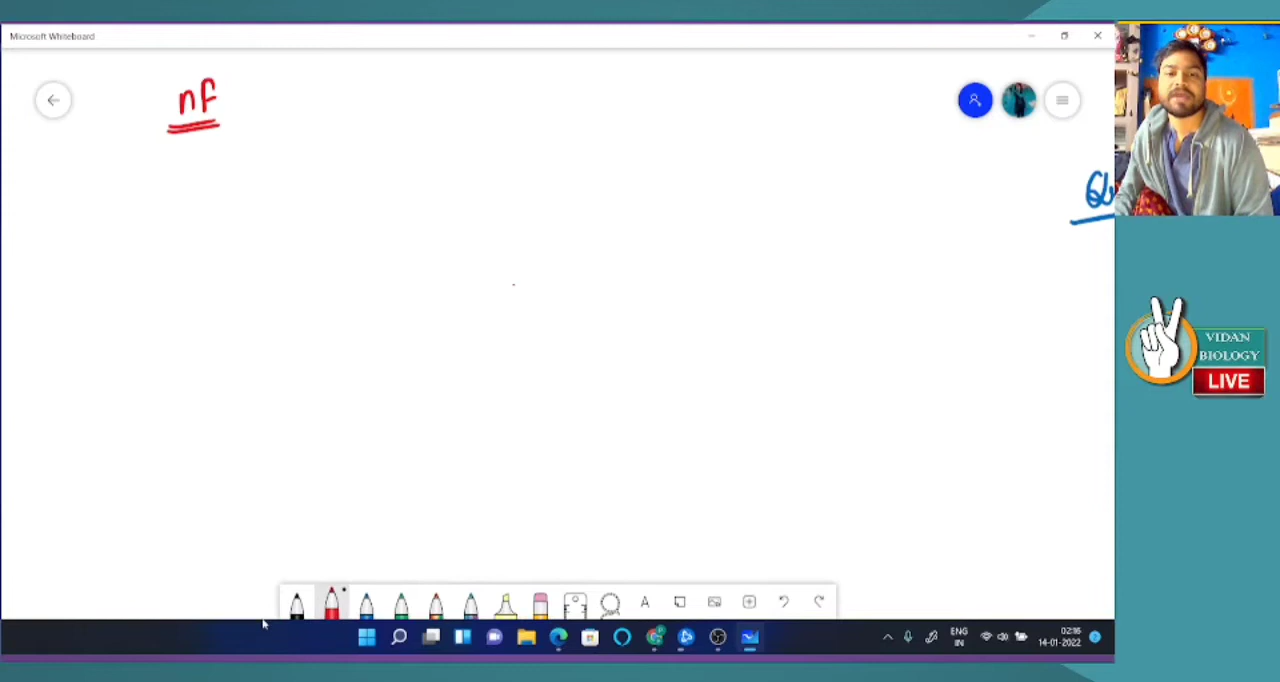 Microsoft Whiteboard
nf
VIDAN
BIOLOGY
LIVE
A
ENG
IN
02:16
14-01-2022